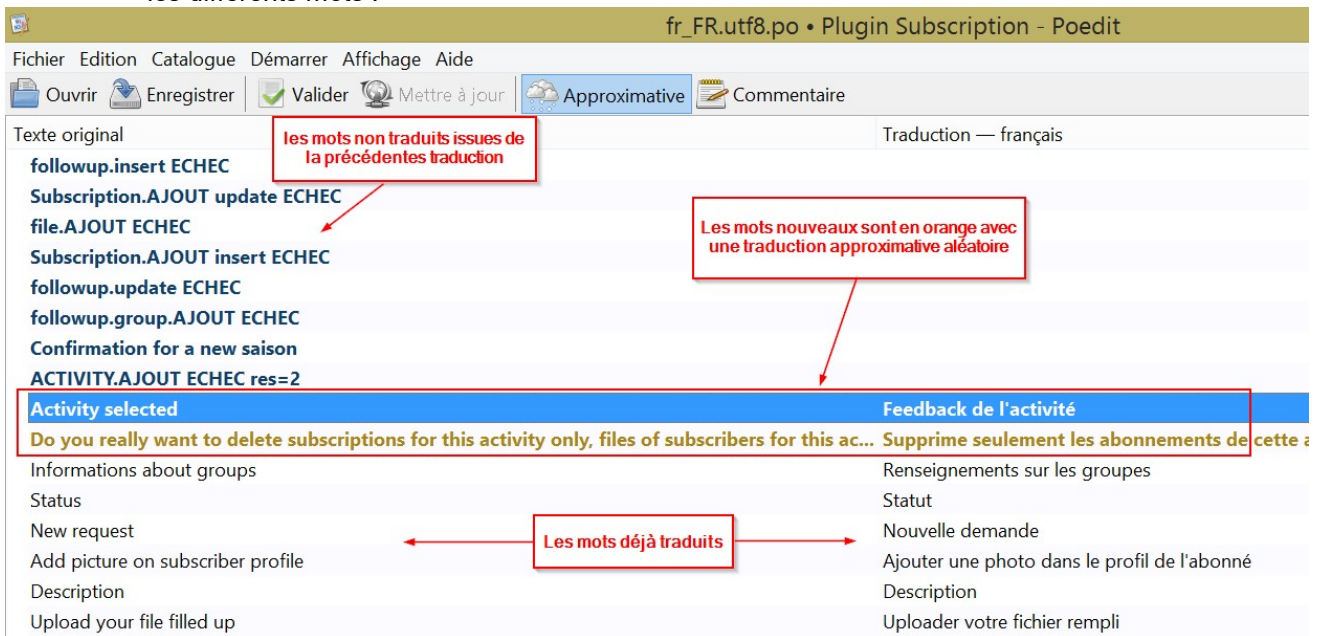 fr_FR.utf8.po • Plugin Subscription - Poedit
Fichier Edition Catalogue Démarrer Affichage Aide
Ouvrir Enregistrer Valider Mettre à jour Approximative Commentaire
Texte original
Traduction — français
les mots non traduits issues de
la précédentes traduction
followup.insert ECHEC
Subscription.AJOUT update ECHEC
file.AJOUT ECHEC
Les mots nouveaux sont en orange avec
une traduction approximative aléatoire
Subscription.AJOUT insert ECHEC
followup.update ECHEC
followup.group.AJOUT ECHEC
Confirmation for a new saison
ACTIVITY.AJOUT ECHEC res=2
Activity selected Feedback de l'activité
Do you really want to delete subscriptions for this activity only, files of subscribers for this ac... Supprime seulement les abonnements de cette a
Informations about groups Renseignements sur les groupes
Status Statut
New request Nouvelle demande
Les mots déjà traduits
Add picture on subscriber profile Ajouter une photo dans le profil de l'abonné
Description Description
Upload your file filled up Uploader votre fichier rempli